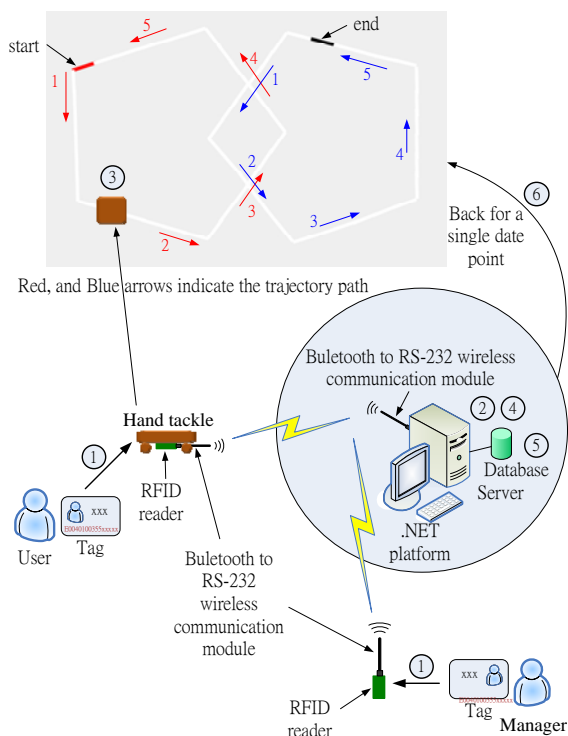 5
end
start
4
1
1
5
2
4
3
3
6
3
2
Back for a
single date
point
Red, and Blue arrows indicate the trajectory path
Buletooth to RS-232 wireless
communication module
Hand tackle
2
4
1
5
Database
Server
RFID
reader
xxx
E0040100355xxxxx
.NET
platform
User
Tag
Buletooth to
RS-232
wireless
communication
module
1
xxx
E0040100355xxxxx
RFID
reader
Tag
Manager